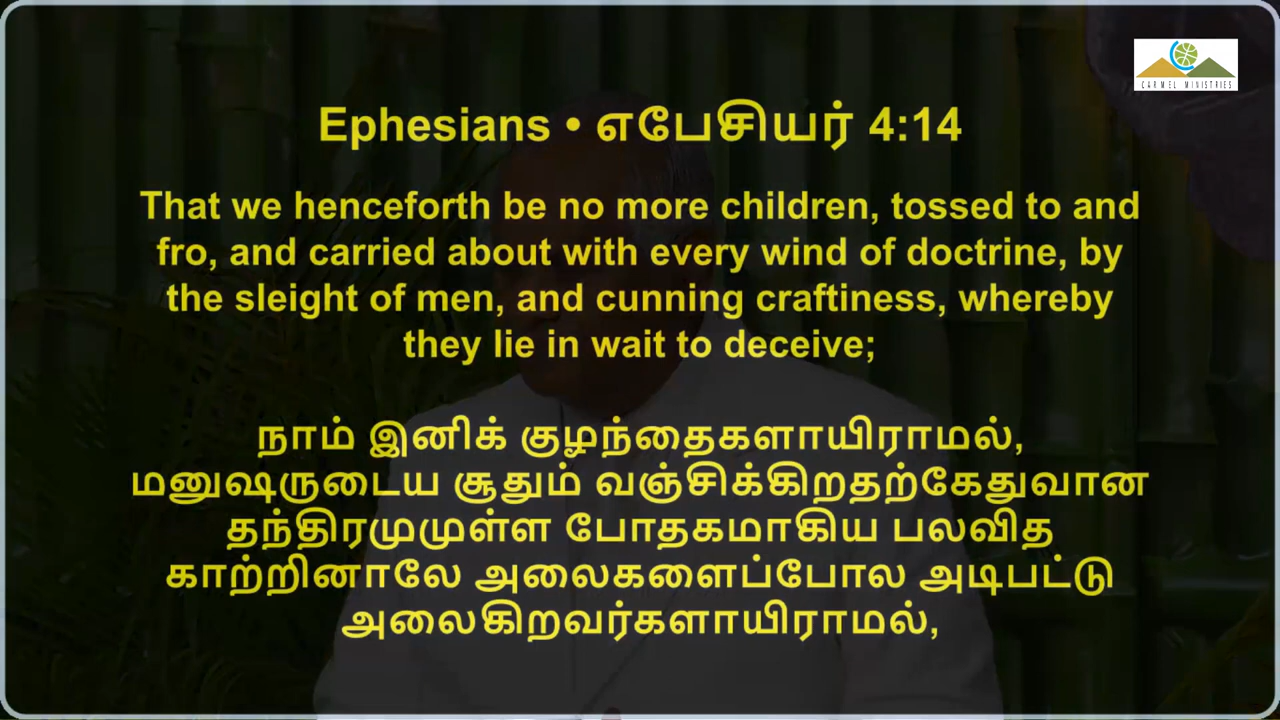 CARMEL MINISTRIES
Ephesians • எபேசியர் 4:14
That we henceforth be no more children, tossed to and
fro, and carried about with every wind of doctrine, by
the sleight of men, and cunning craftiness, whereby
they lie in wait to deceive;
நாம் இனிக் குழந்தைகளாயிராமல்,
மனுஷருடைய சூதும் வஞ்சிக்கிறதற்கேதுவான
தந்திரமுமுள்ள போதகமாகிய பலவித
காற்றினாலே அலைகளைப்போல அடிபட்டு
அலைகிறவர்களாயிராமல்,